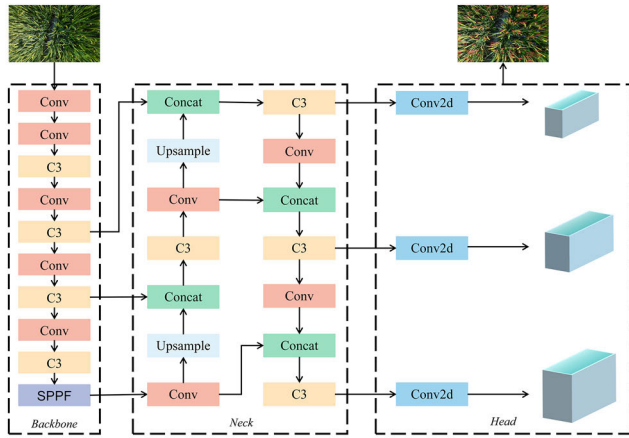 Conv
Conv
C3
Conv
C3
Conv
C3
Conv
C3
SPPF
Backbone
Concat
Upsample
Conv
C3
Concat
Upsample
Conv
C3
Conv
Concat
C3
Conv
Concat
C3
Neck
Conv2d
Conv2d
Conv2d
Head